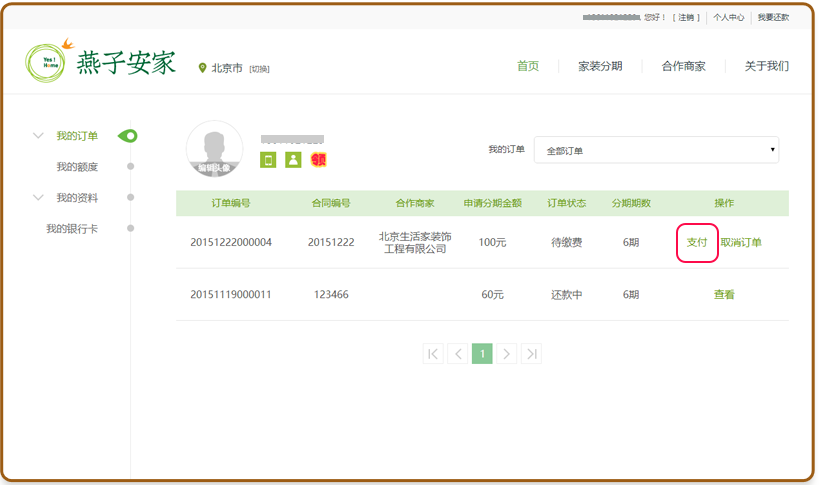 您好！ [ 注销 ] 个人中心 我要还款
Yes !
Home
燕子安家
北京市 [切换]
首页 家装分期 合作商家 关于我们
我的订单
我的额度
我的资料
我的银行卡
编辑头像
领
我的订单 全部订单
订单编号 合同编号 合作商家 申请分期金额 订单状态 分期期数 操作
20151222000004 20151222 北京生活家装饰 100元 待缴费 6期 支付 取消订单
工程有限公司
20151119000011 123466 60元 还款中 6期 查看
1